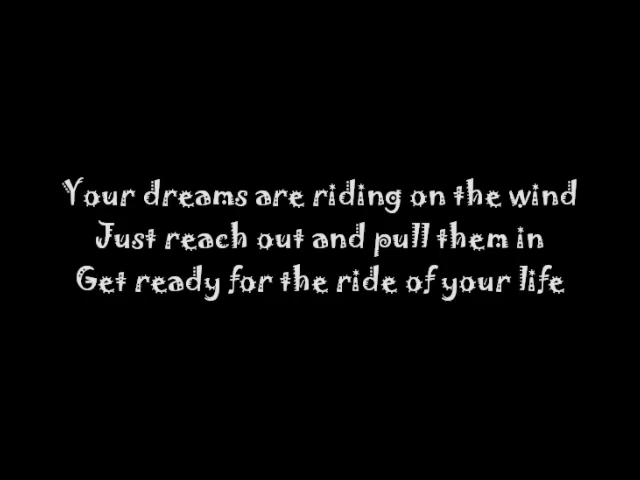 Your dreams are riding on the wind
Just reach out and pull them in
Get ready for the ride of your life